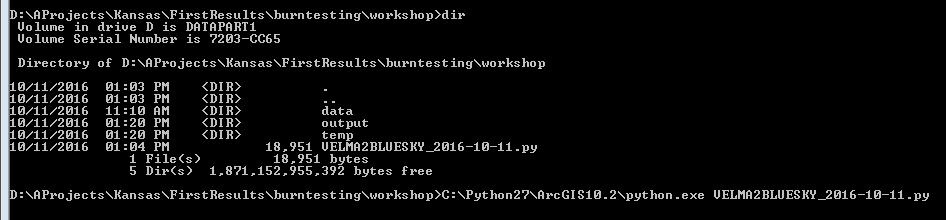 D:\AProjects\Kansas\FirstResults\burntesting\workshop>dir
Volume in drive D is DATAPART1
Volume Serial Number is 7203-CC65
Directory of D:\AProjects\Kansas\FirstResults\burntesting\workshop
10/11/2016 01:03 PM <DIR> .
10/11/2016 01:03 PM <DIR> ..
10/11/2016 11:10 AM <DIR> data
10/11/2016 01:20 PM <DIR> output
10/11/2016 01:20 PM <DIR> temp
10/11/2016 01:04 PM 18,951 VELMA2BLUESKY_2016-10-11.py
1 File(s) 18,951 bytes
5 Dir(s) 1,871,152,955,392 bytes free
D:\AProjects\Kansas\FirstResults\burntesting\workshop>C:\Python27\ArcGIS10.2\python.exe VELMA2BLUESKY_2016-10-11.py